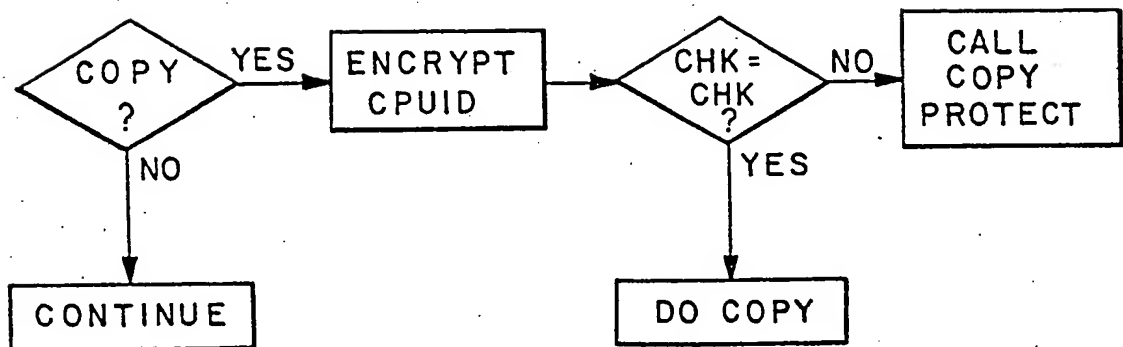 COPY
?
YES
NO
CONTINUE
ENCRYPT
CPUID
CHK =
CHK
?
NO
YES
CALL
COPY
PROTECT
DO COPY